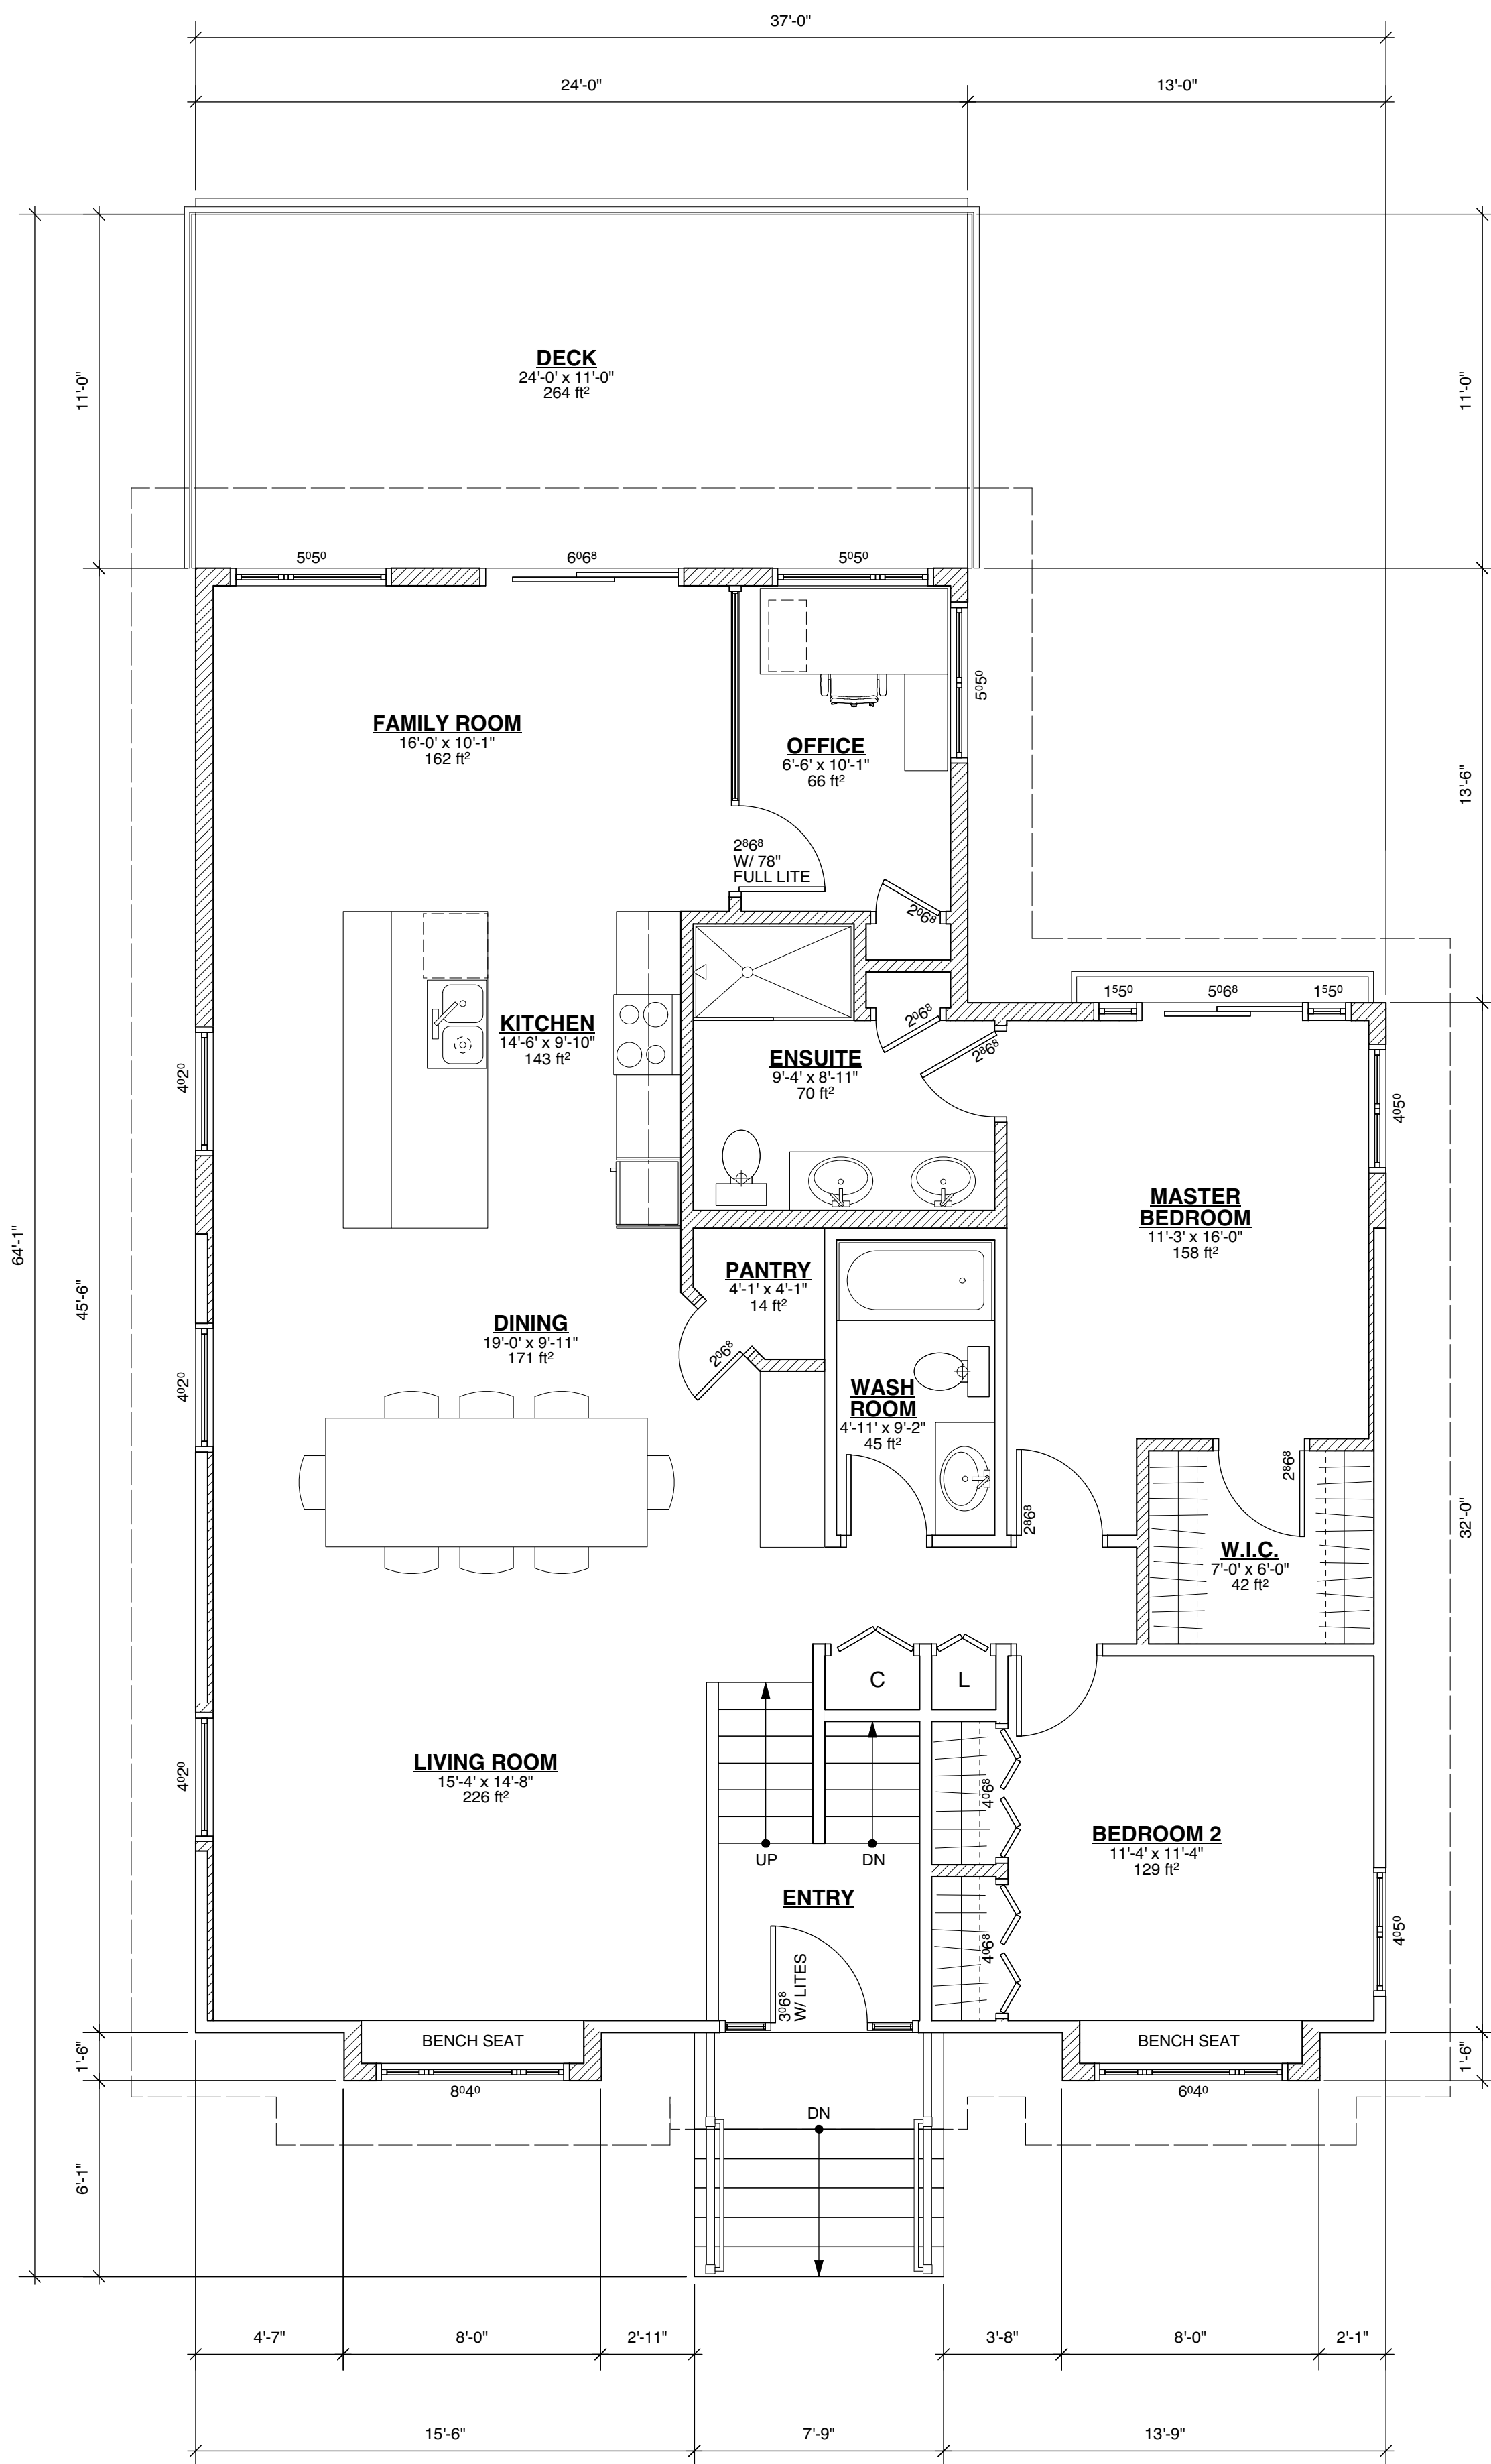 37'-0"
24'-0"
13'-0"
DECK
24'-0' x 11'-0"
264 ft²
11'-0"
11'-0"
5⁰5⁰
6⁰6⁸
5⁰5⁰
5⁰5⁰
FAMILY ROOM
16'-0' x 10'-1"
162 ft²
OFFICE
6'-6' x 10'-1"
66 ft²
13'-6"
2⁸6⁸
W/ 78"
FULL LITE
2⁰6⁸
1⁵5⁰
5⁰6⁸
1⁵5⁰
KITCHEN
14'-6" x 9'-10"
143 ft²
2⁰6⁸
ENSUITE
9'-4' x 8'-11"
70 ft²
2⁸6⁸
4⁰2⁰
4⁰5⁰
MASTER
BEDROOM
11'-3' x 16'-0"
158 ft²
64'-1"
45'-6"
PANTRY
4'-1' x 4'-1"
14 ft²
DINING
19'-0' x 9'-11"
171 ft²
2⁰6⁸
4⁰2⁰
WASH
ROOM
4'-11' x 9'-2"
45 ft²
2⁸6⁸
2⁸6⁸
32'-0"
W.I.C.
7'-0' x 6'-0"
42 ft²
C
L
LIVING ROOM
15'-4' x 14'-8"
226 ft²
4⁰2⁰
4⁰6⁸
BEDROOM 2
11'-4' x 11'-4"
129 ft²
UP
DN
ENTRY
4⁰6⁸
4⁰5⁰
3⁰6⁸
W/ LITES
BENCH SEAT
BENCH SEAT
1'-6"
1'-6"
8⁰4⁰
6⁰4⁰
DN
6'-1"
4'-7"
8'-0"
2'-11"
3'-8"
8'-0"
2'-1"
15'-6"
7'-9"
13'-9"